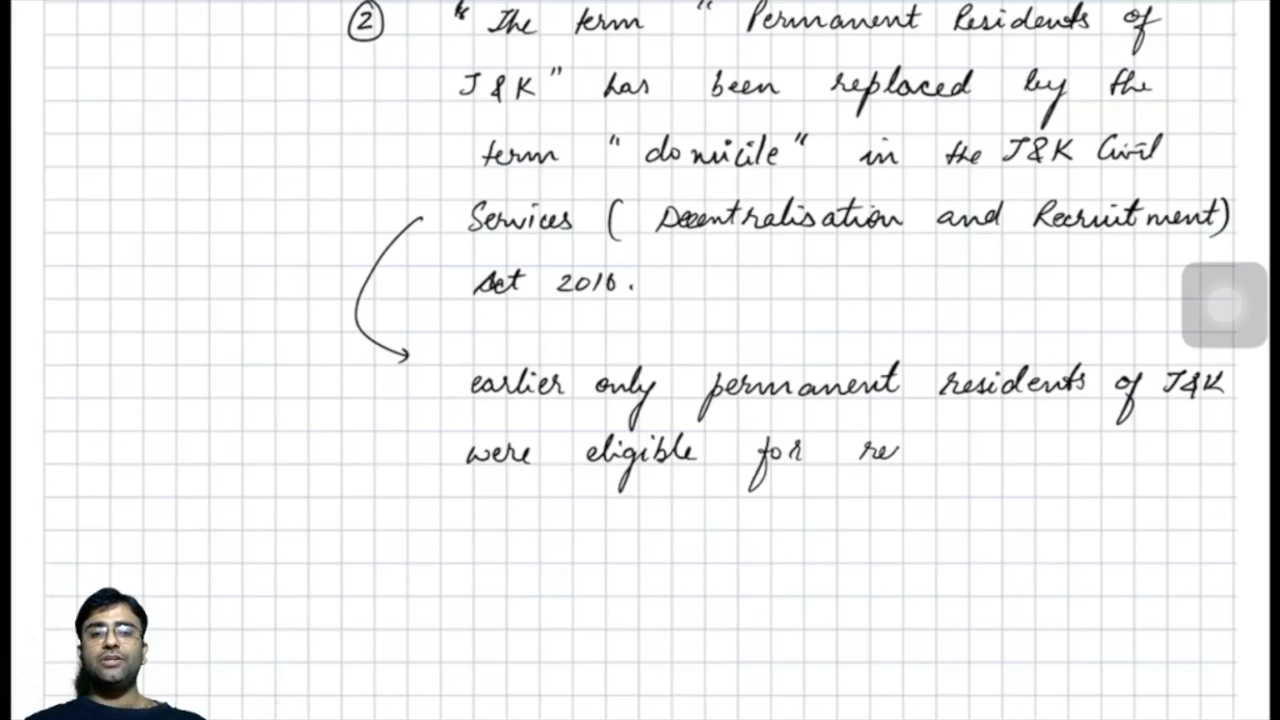 ② " The term " Permanent Residents of
J&K" has been replaced by the
term "domicile" in the J&K Civil
Services ( Decentralisation and Recruitment)
Act 2010.
earlier only permanent residents of J&K
were eligible for re